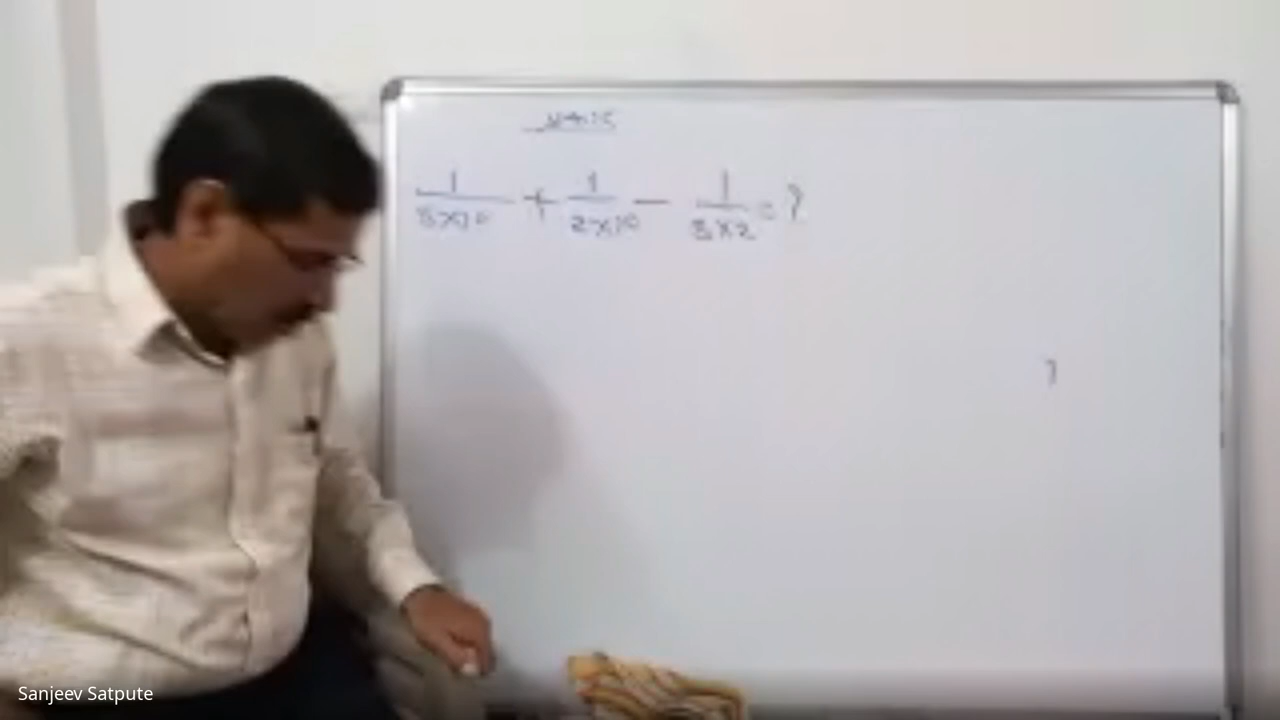 1/5×10 + 1/2×10 - 1/5×2 = ?
Sanjeev Satpute